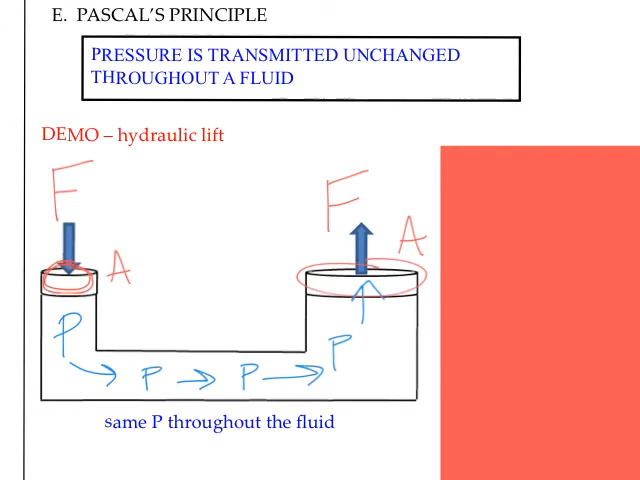 E. PASCAL'S PRINCIPLE
PRESSURE IS TRANSMITTED UNCHANGED
THROUGHOUT A FLUID
DEMO – hydraulic lift
F
F
A
A
P
P
P
P
same P throughout the fluid